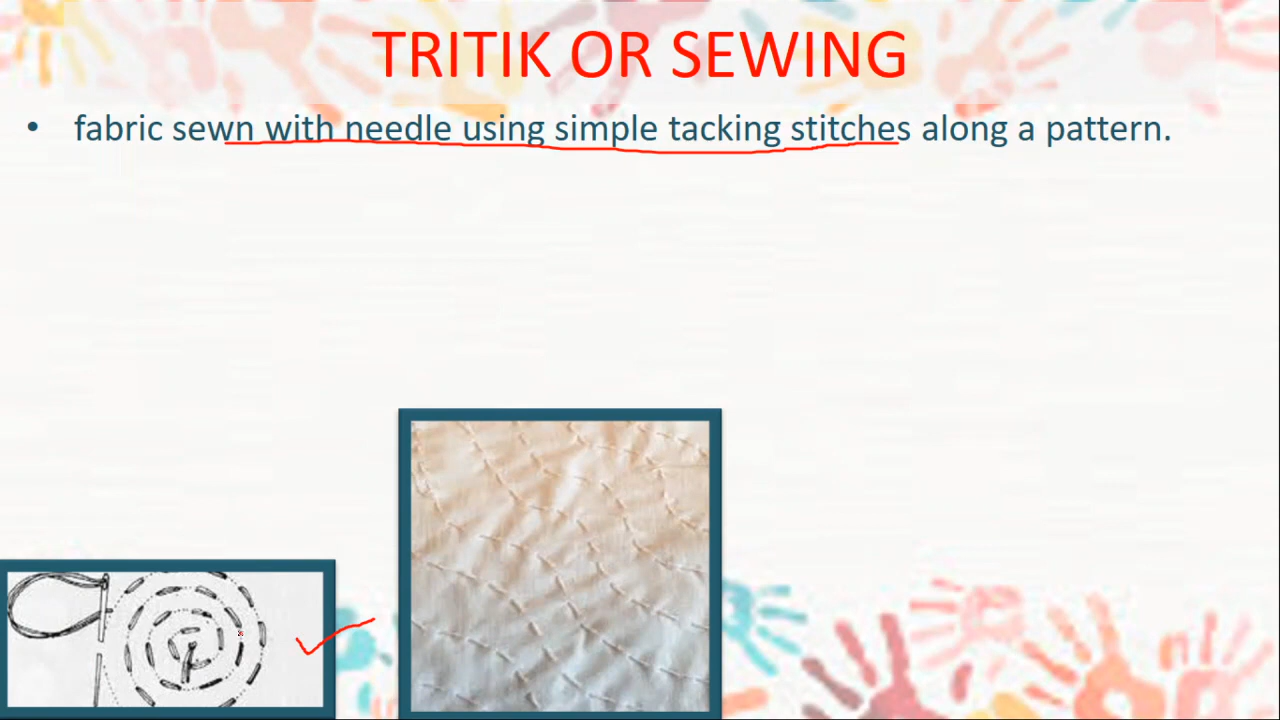 TRITIK OR SEWING
• fabric sewn with needle using simple tacking stitches along a pattern.